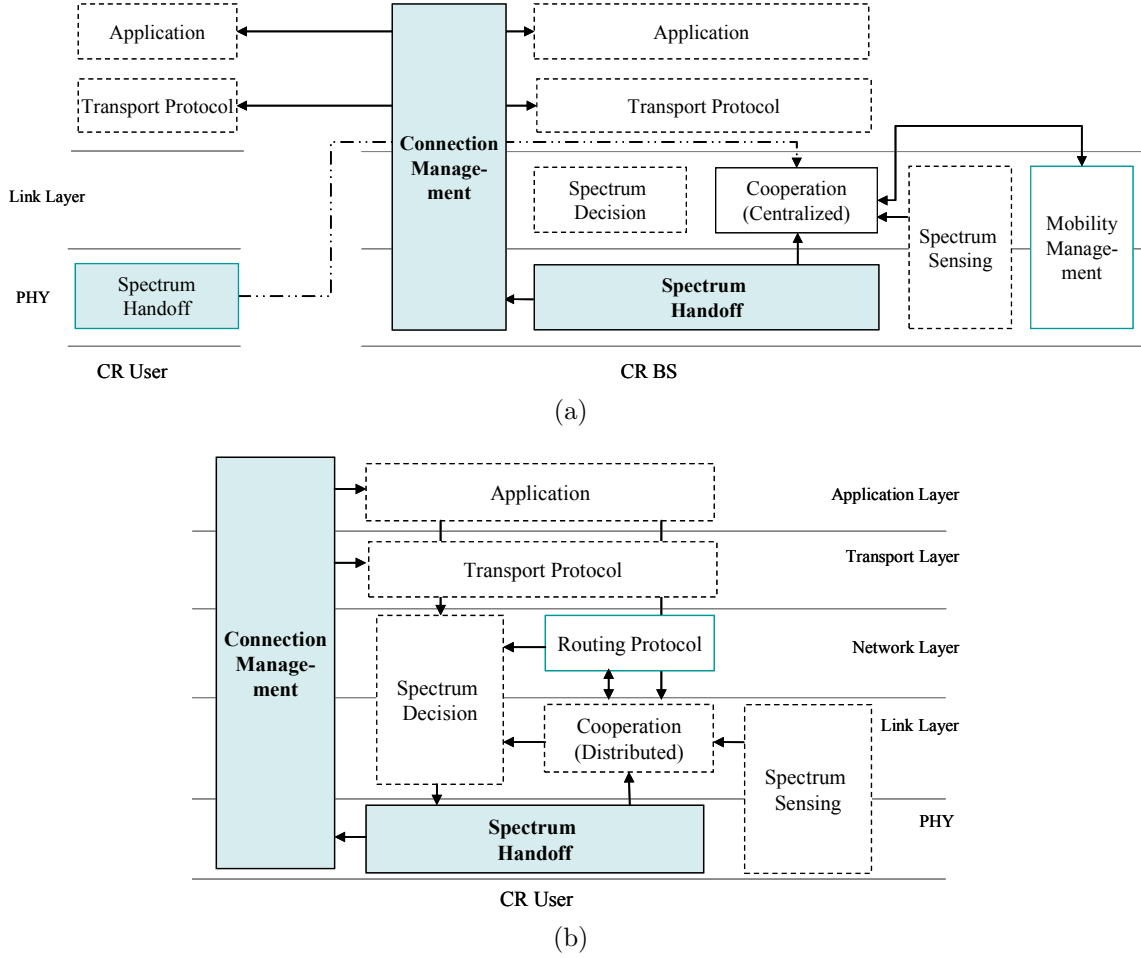 Application
Application
Transport Protocol
Transport Protocol
Connection
Manage-
ment
Link Layer
Spectrum
Decision
Cooperation
(Centralized)
Spectrum
Sensing
Mobility
Manage-
ment
PHY
Spectrum
Handoff
Spectrum
Handoff
CR User
CR BS
(a)
Application
Application Layer
Transport Protocol
Transport Layer
Connection
Manage-
ment
Routing Protocol
Network Layer
Spectrum
Decision
Cooperation
(Distributed)
Link Layer
Spectrum
Sensing
Spectrum
Handoff
PHY
CR User
(b)